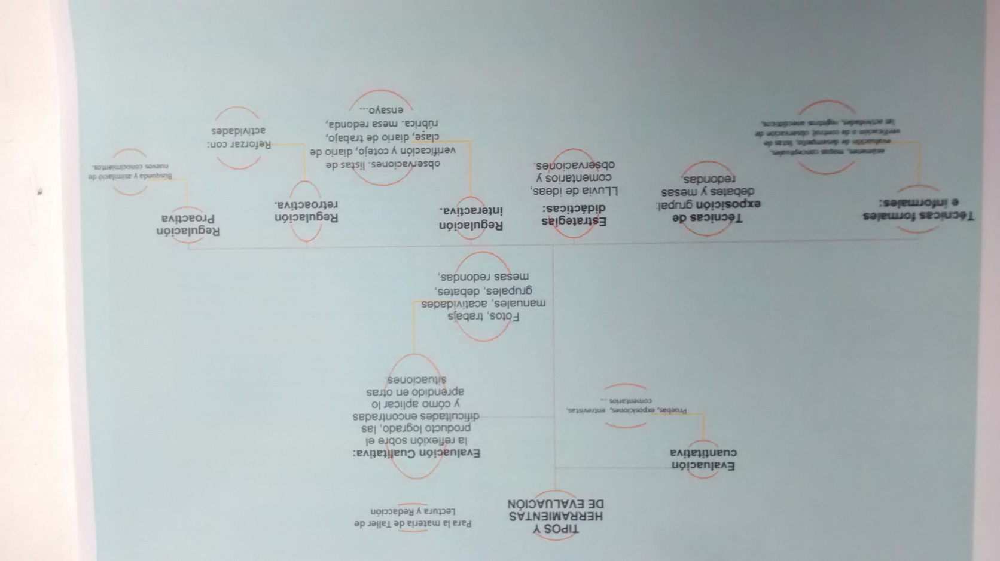 TIPOS Y
HERRAMIENTAS
DE EVALUACIÓN
Para la materia de Taller de
Lectura y Redacción
Evaluación
cuantitativa
Pruebas, exposiciones, entrevistas,
comentarios ...
Evaluación Cualitativa:
la reflexión sobre el
producto logrado, las
dificultades encontradas
y cómo aplicar lo
aprendido en otras
situaciones.
Fotos, trabajs
manuales, acatividades
grupales, debates,
mesas redondas,
Técnicas formales
e informales:
exámenes, mapas conceptuales,
evaluación de desempeño, listas de
verificación o de control, observación de
las actividades, registros anecdóticos,
Técnicas de
exposición grupal:
debates y mesas
redondas.
Estrategias
didácticas:
LLuvia de ideas,
comentarios y
observaciones.
Regulación
interactiva.
observaciones. listas de
verificación y cotejo, diario de
clase, diario de trabajo,
rúbrica. mesa redonda,
ensayo...
Regulación
retroactiva.
Reforzar con:
actividades
Regulación
Proactiva
Búsqueda y asimilació de
nuevos conocimientos.